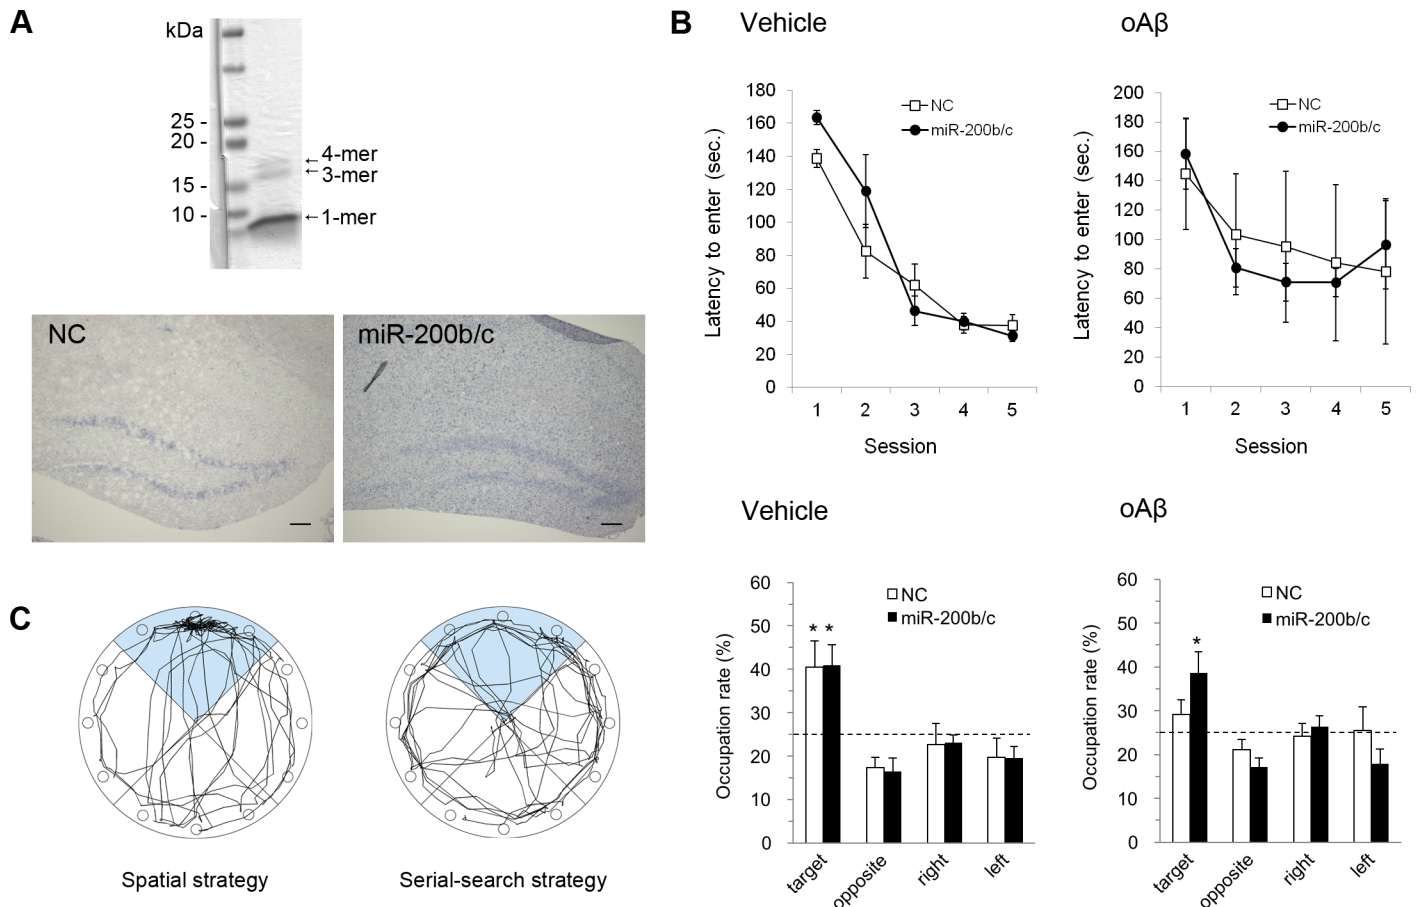 A
kDa
25 -
20 -
15 -
10 -
←4-mer
←3-mer
←1-mer
NC
miR-200b/c
B
Vehicle
Latency to enter (sec.)
180
160
140
120
100
80
60
40
20
0
NC
miR-200b/c
1 2 3 4 5
Session
oAβ
Latency to enter (sec.)
200
180
160
140
120
100
80
60
40
20
0
NC
miR-200b/c
1 2 3 4 5
Session
Vehicle
Occupation rate (%)
60
50
40
30
20
10
0
NC
miR-200b/c
* *
target opposite right left
oAβ
Occupation rate (%)
60
50
40
30
20
10
0
NC
miR-200b/c
*
target opposite right left
C
Spatial strategy
Serial-search strategy